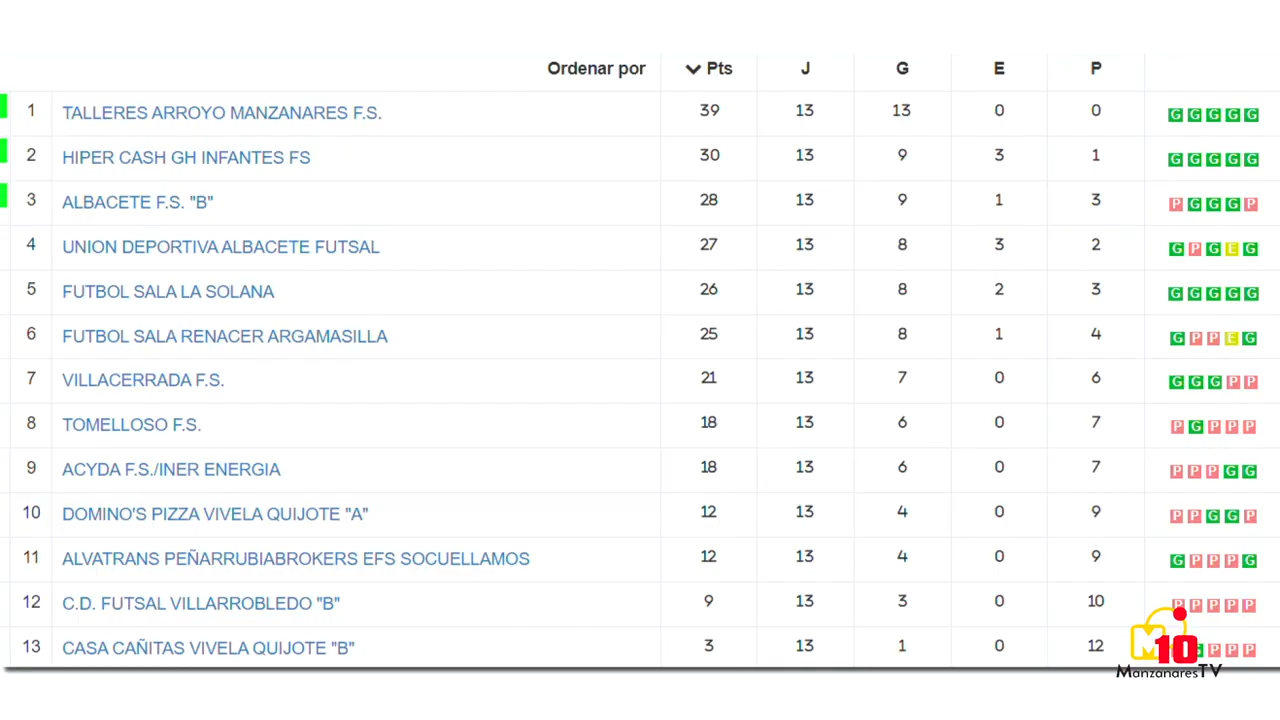 Ordenar por Pts J G E P
1 TALLERES ARROYO MANZANARES F.S. 39 13 13 0 0 G G G G G
2 HIPER CASH GH INFANTES FS 30 13 9 3 1 G G G G G
3 ALBACETE F.S. "B" 28 13 9 1 3 P G G G P
4 UNION DEPORTIVA ALBACETE FUTSAL 27 13 8 3 2 G P G E G
5 FUTBOL SALA LA SOLANA 26 13 8 2 3 G G G G G
6 FUTBOL SALA RENACER ARGAMASILLA 25 13 8 1 4 G P P E G
7 VILLACERRADA F.S. 21 13 7 0 6 G G G P P
8 TOMELLOSO F.S. 18 13 6 0 7 P G P P P
9 ACYDA F.S./INER ENERGIA 18 13 6 0 7 P P P G G
10 DOMINO'S PIZZA VIVELA QUIJOTE "A" 12 13 4 0 9 P P G G P
11 ALVATRANS PEÑARRUBIABROKERS EFS SOCUELLAMOS 12 13 4 0 9 G P P P G
12 C.D. FUTSAL VILLARROBLEDO "B" 9 13 3 0 10 P P P P P
13 CASA CAÑITAS VIVELA QUIJOTE "B" 3 13 1 0 12 P P P
M10
ManzanaresTV